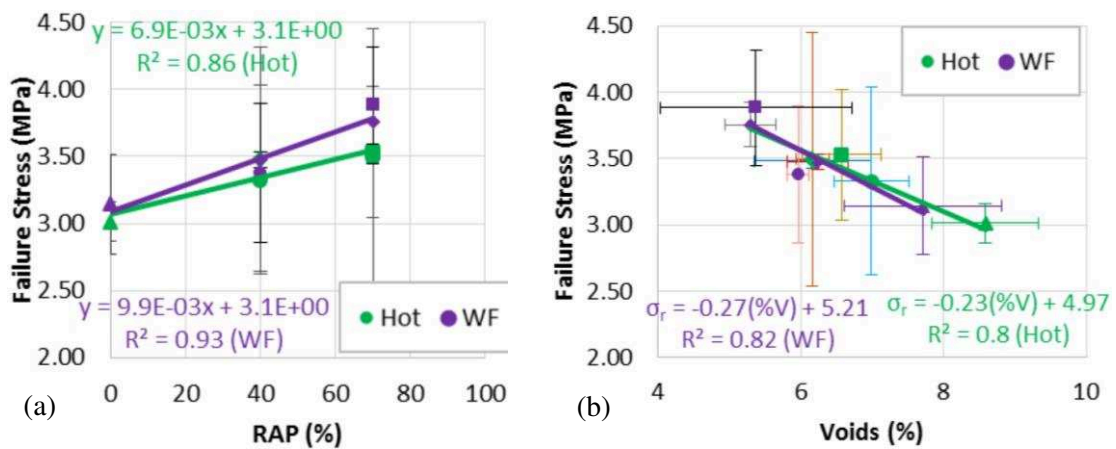 y = 6.9E-03x + 3.1E+00
R² = 0.86 (Hot)
4.50
4.00
3.50
3.00
2.50
2.00
Failure Stress (MPa)
y = 9.9E-03x + 3.1E+00
R² = 0.93 (WF)
Hot WF
0 20 40 60 80 100
RAP (%)
(a)
4.50
4.00
3.50
3.00
2.50
2.00
Failure Stress (MPa)
Hot WF
σr = -0.27(%V) + 5.21
R² = 0.82 (WF)
σr = -0.23(%V) + 4.97
R² = 0.8 (Hot)
4 6 8 10
Voids (%)
(b)